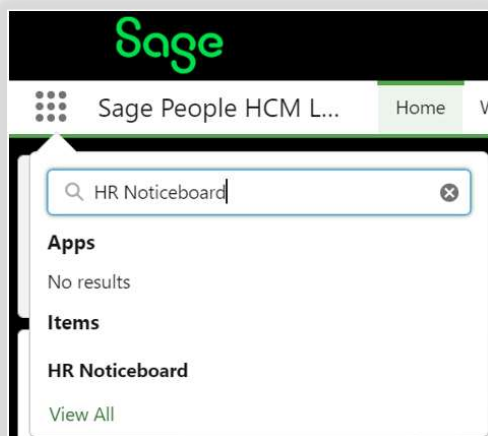 Sage
Sage People HCM L... Home
HR Noticeboard
Apps
No results
Items
HR Noticeboard
View All